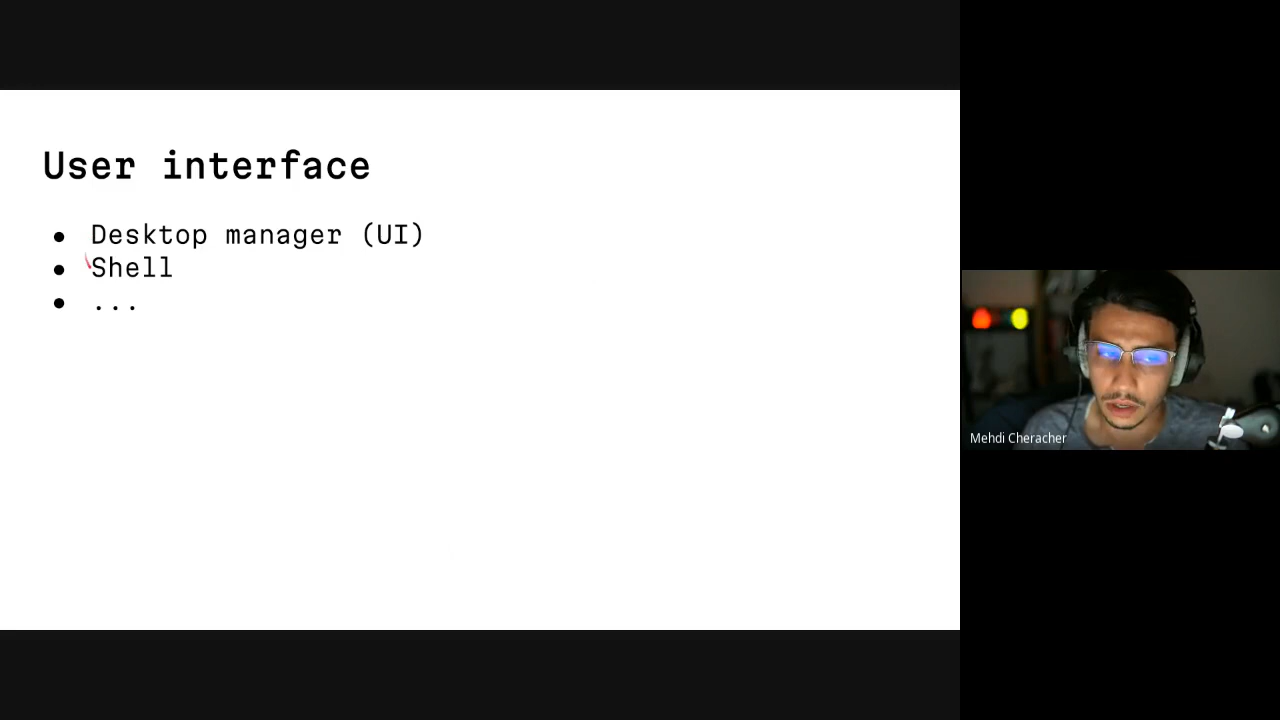 User interface
● Desktop manager (UI)
● Shell
● ...
Mehdi Cheracher